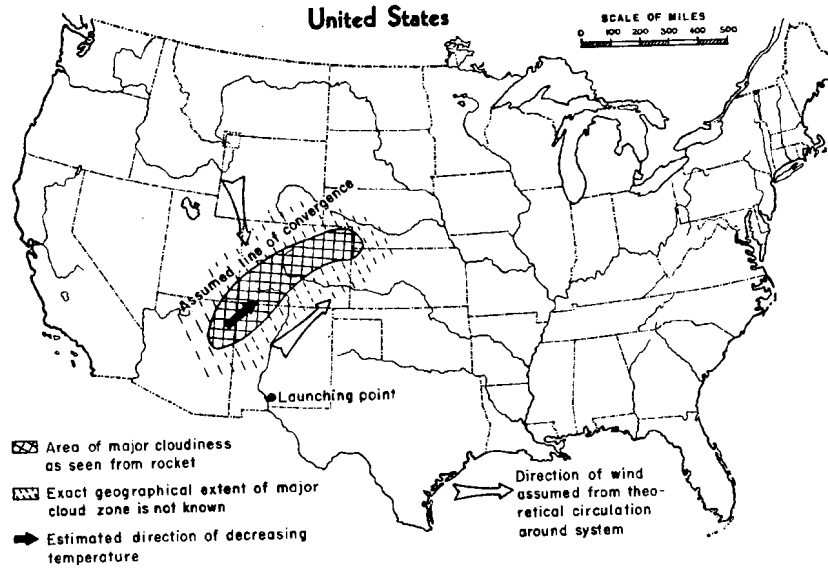 United States
SCALE OF MILES
0 100 200 300 400 500
Assumed line of convergence
Launching point
Area of major cloudiness
as seen from rocket
Exact geographical extent of major
cloud zone is not known
Estimated direction of decreasing
temperature
Direction of wind
assumed from theo-
retical circulation
around system